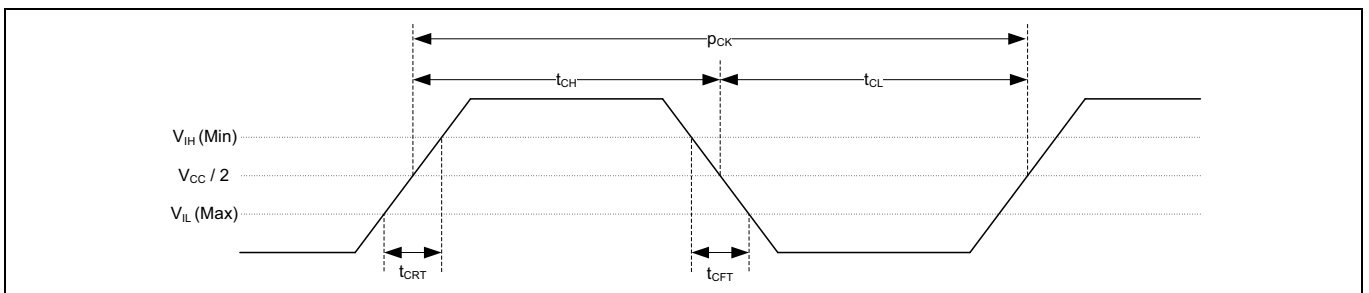 pCK
tCH
tCL
VIH (Min)
VCC / 2
VIL (Max)
tCRT
tCFT